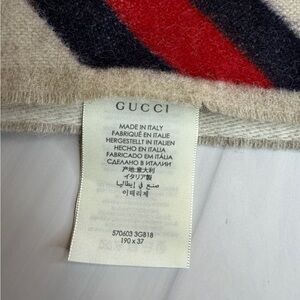 GUCCI
MADE IN ITALY
FABRIQUÉ EN ITALIE
HERGESTELLT IN ITALIEN
HECHO EN ITALIA
FABRICADO EM ITÁLIA
СДЕЛАНО В ИТАЛИИ
产地:意大利
イタリア製
صنع في إيطاليا
이태리제
570603 3GB18
190 x 37